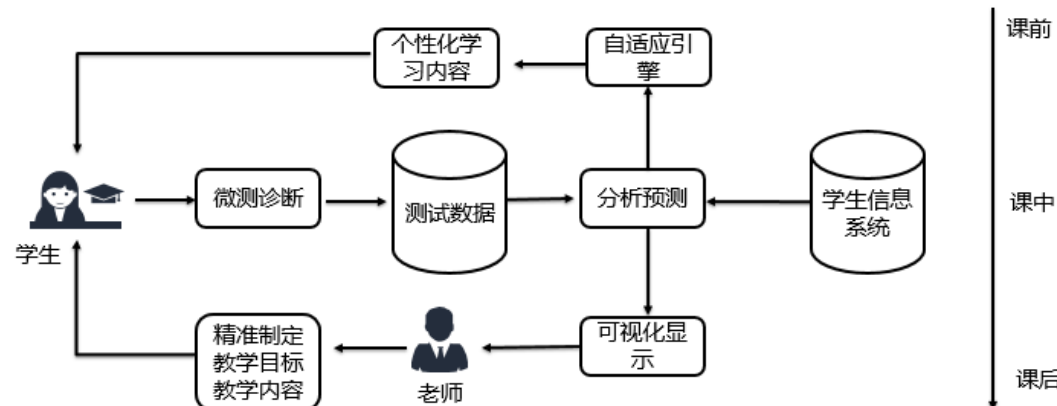 个性化学
习内容
自适应引
擎
课前
学生
微测诊断
测试数据
分析预测
学生信息
系统
课中
精准制定
教学目标
教学内容
老师
可视化显
示
课后